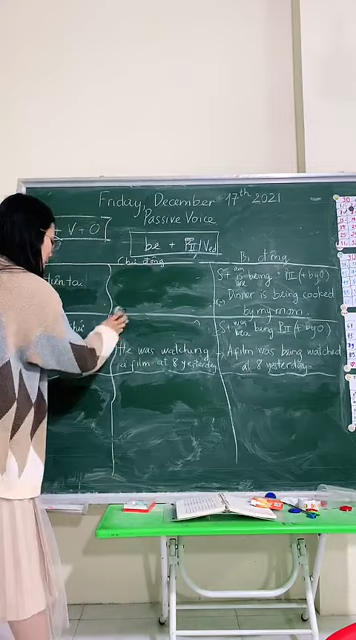 Friday, December 17th 2021
Passive Voice
+ V + O
be + PII/Ved
Chủ động
Bị động
S + am is are being + PII (+ by O)
Dinner is being cooked
by my mom.
S + was were being PII (+ by O)
He was watching
a film at 8 yesterday
→ A film was being watched
at 8 yesterday